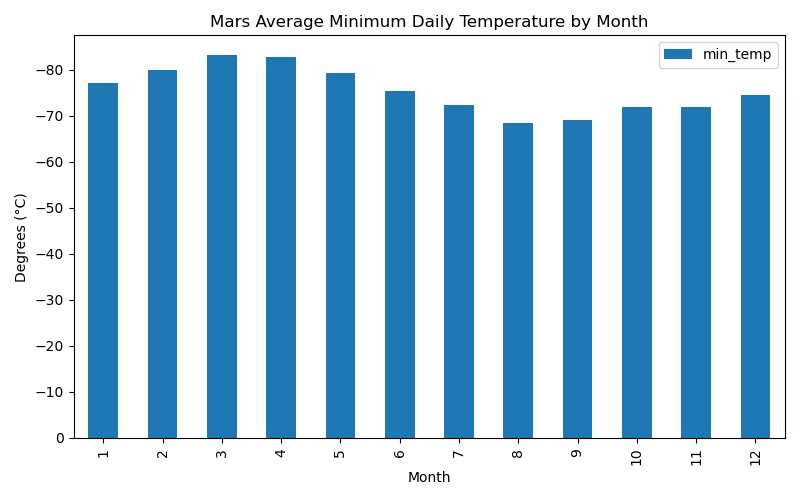 Mars Average Minimum Daily Temperature by Month
min_temp
Degrees (°C)
−80
−70
−60
−50
−40
−30
−20
−10
0
1 2 3 4 5 6 7 8 9 10 11 12
Month